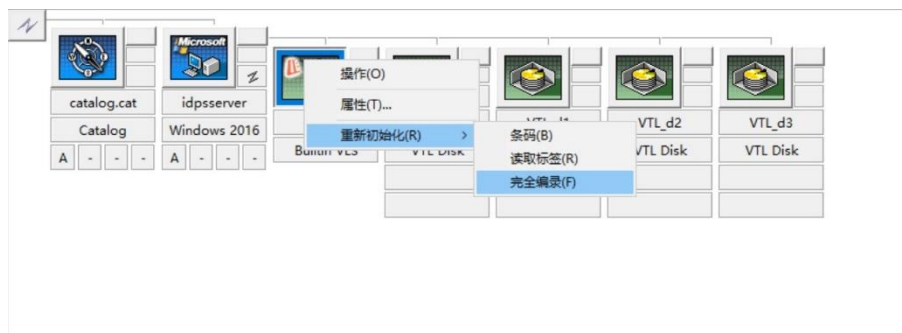 Microsoft
catalog.cat
idpsserver
VTL_d2
VTL_d3
Catalog
Windows 2016
Builtin VLS
VTL Disk
VTL Disk
VTL Disk
A - - -
A - - -
操作(O)
属性(T)...
重新初始化(R) >
条码(B)
读取标签(R)
完全编录(F)